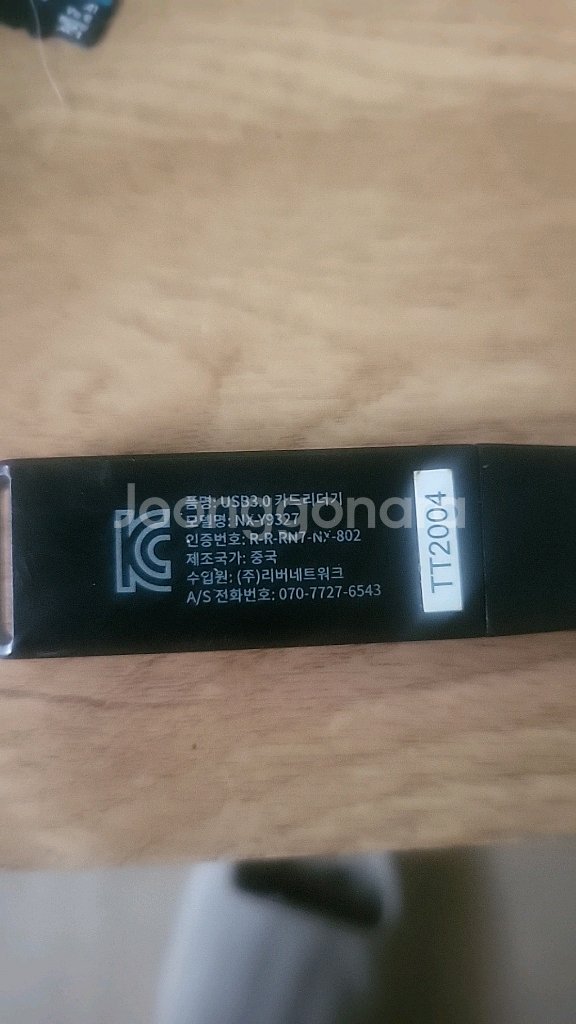 품명: USB3.0 카드리더기
모델명: NX-Y9327
인증번호: R-R-RN7-NX-802
제조국가: 중국
수입원: (주)리버네트워크
A/S 전화번호: 070-7727-6543
KC
TT2004
Joonggonara